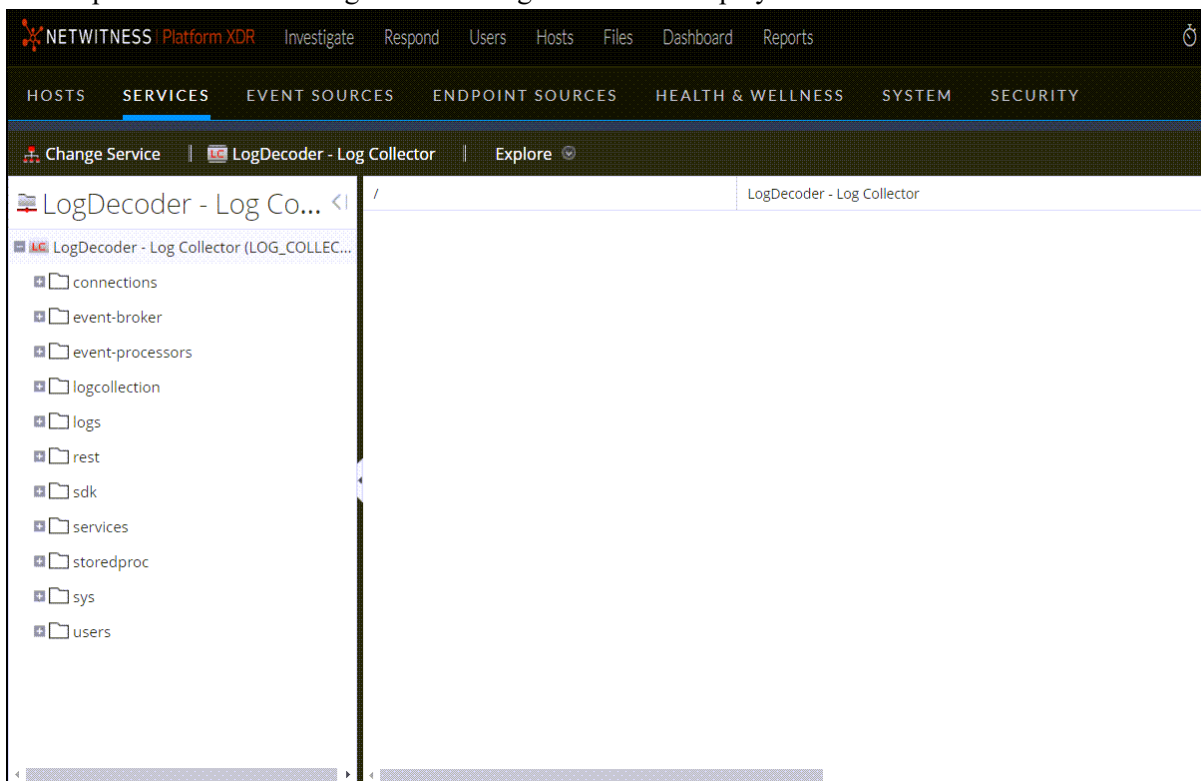 NETWITNESS Platform XDR Investigate Respond Users Hosts Files Dashboard Reports
HOSTS SERVICES EVENT SOURCES ENDPOINT SOURCES HEALTH & WELLNESS SYSTEM SECURITY
Change Service LC LogDecoder - Log Collector Explore
LogDecoder - Log Co...
/ LogDecoder - Log Collector
LC LogDecoder - Log Collector (LOG_COLLEC...
connections
event-broker
event-processors
logcollection
logs
rest
sdk
services
storedproc
sys
users